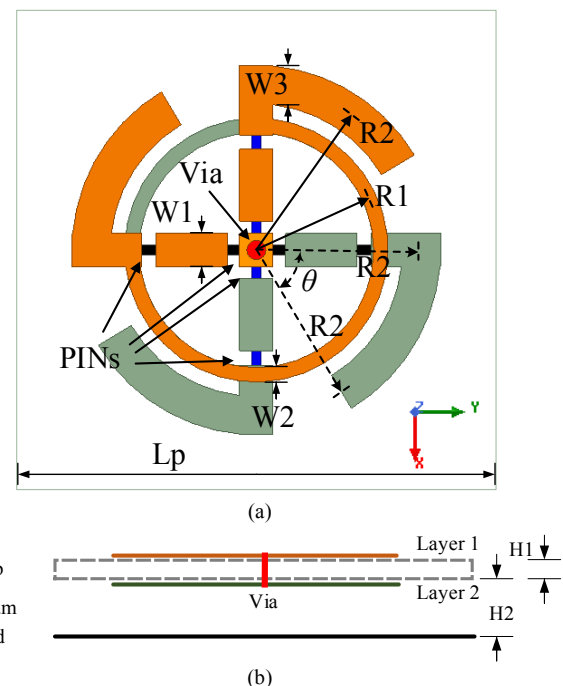 W3
R2
Via
R1
W1
R2
θ
R2
PINs
W2
Z
Y
X
Lp
(a)
Layer 1
H1
Via
Layer 2
H2
(b)